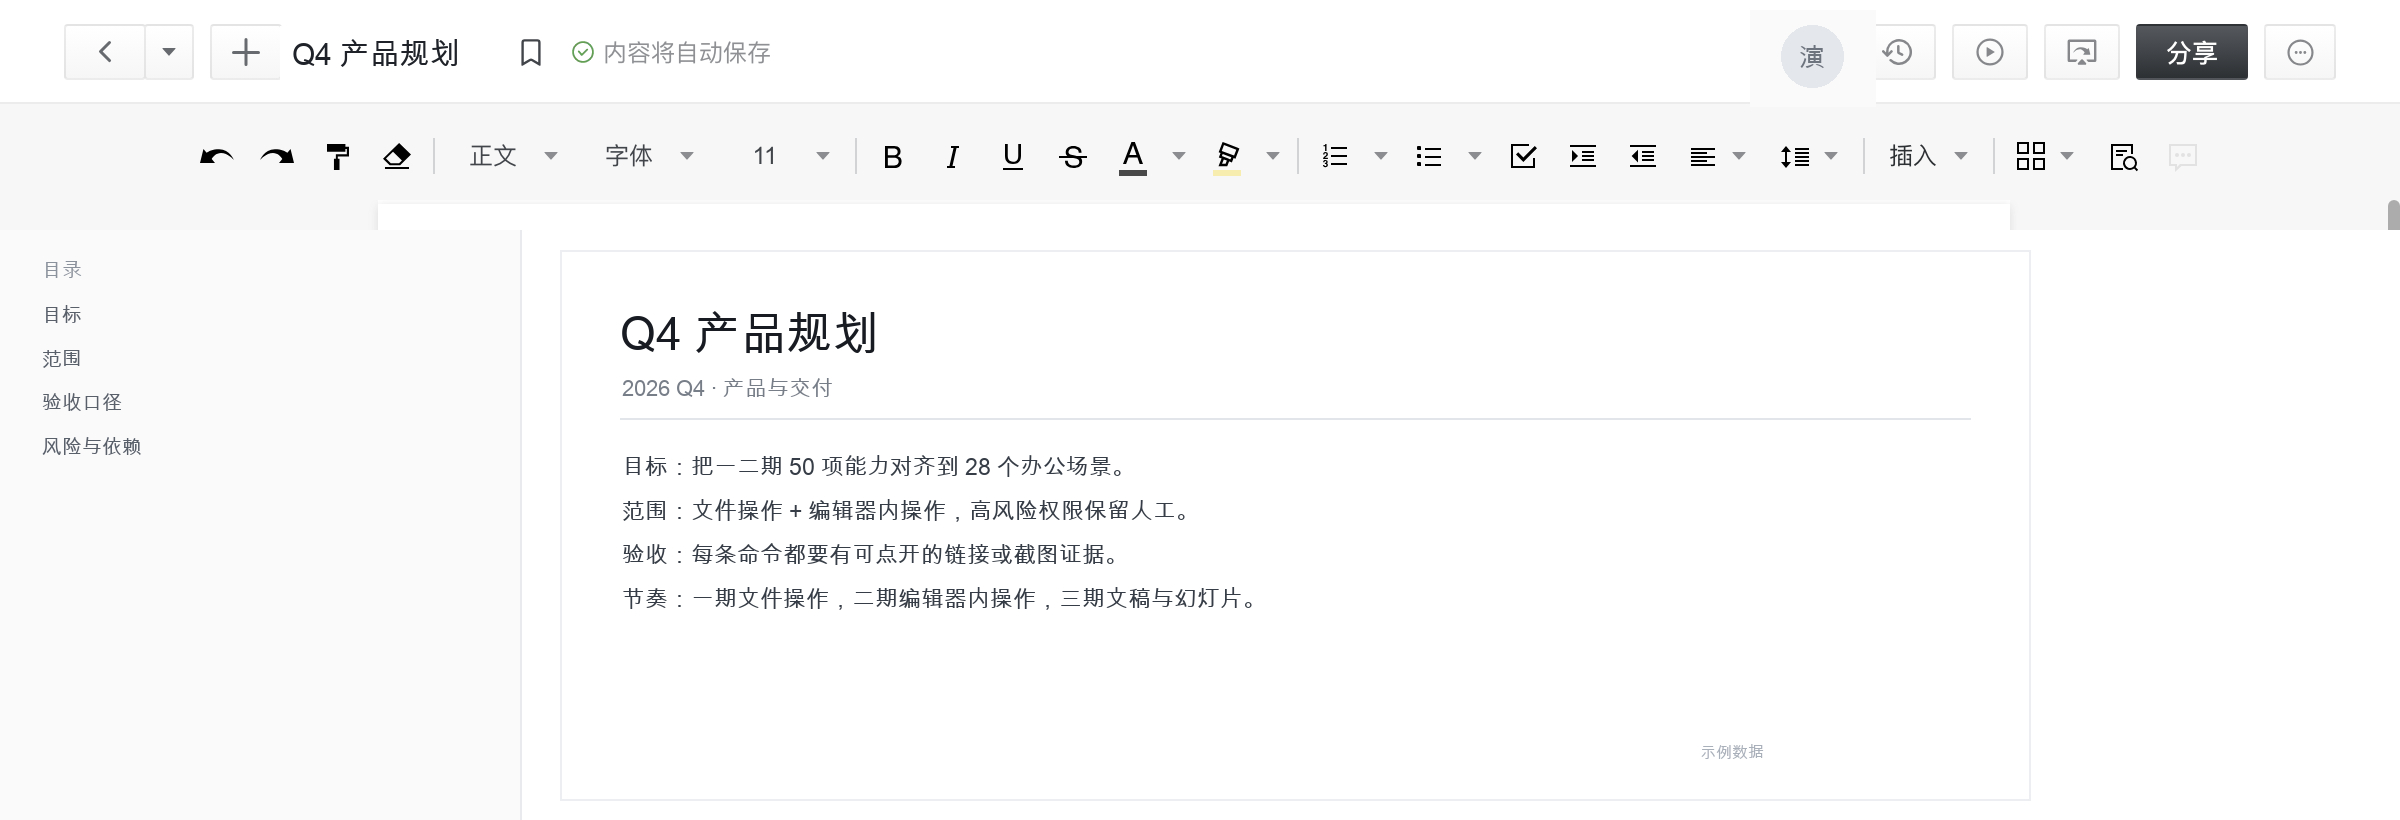 Q4 产品规划
内容将自动保存
演
分享
正文 字体 11 B I U S A 插入
目录
目标
范围
验收口径
风险与依赖
Q4 产品规划
2026 Q4 · 产品与交付
目标：把一二期 50 项能力对齐到 28 个办公场景。
范围：文件操作 + 编辑器内操作，高风险权限保留人工。
验收：每条命令都要有可点开的链接或截图证据。
节奏：一期文件操作，二期编辑器内操作，三期文稿与幻灯片。
示例数据